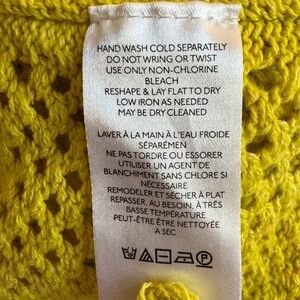 HAND WASH COLD SEPARATELY
DO NOT WRING OR TWIST
USE ONLY NON-CHLORINE
BLEACH
RESHAPE & LAY FLAT TO DRY
LOW IRON AS NEEDED
MAY BE DRY CLEANED
LAVER À LA MAIN À L'EAU FROIDE
SÉPARÉMEN
NE PAS TORDRE OU ESSORER
UTILISER UN AGENT DE
BLANCHIMENT SANS CHLORE SI
NÉCESSAIRE
REMODELER ET SÉCHER À PLAT
REPASSER, AU BESOIN, À TRÈS
BASSE TEMPÉRATURE
PEUT-ÊTRE ÊTRE NETTOYÉE
A SEC
P